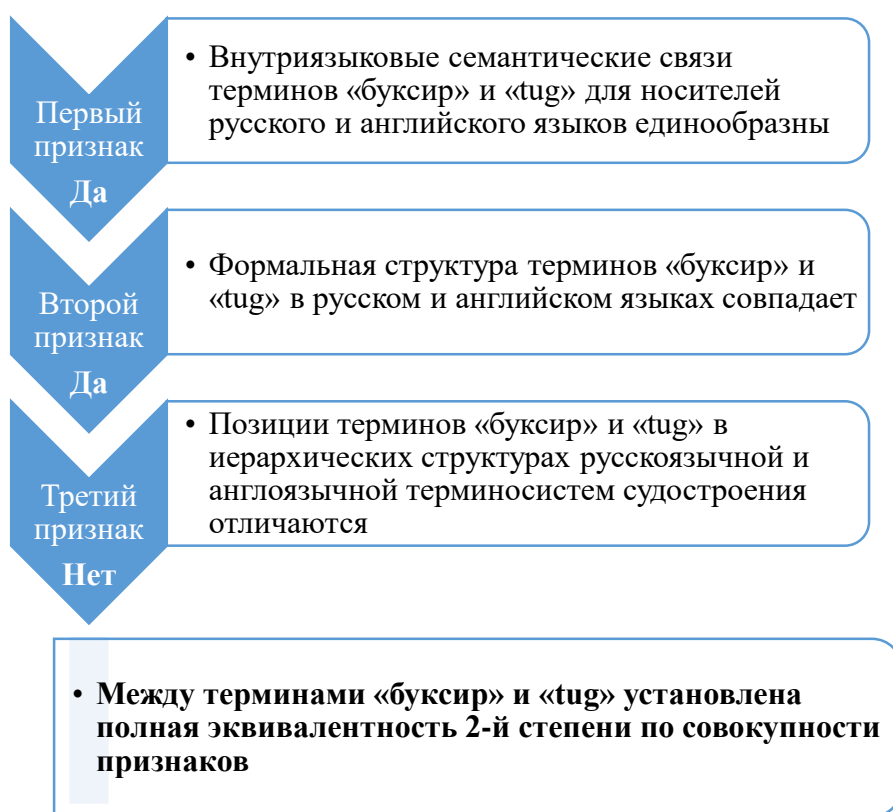 Первый
признак
Да
• Внутриязыковые семантические связи
терминов «буксир» и «tug» для носителей
русского и английского языков единообразны
Второй
признак
Да
• Формальная структура терминов «буксир» и
«tug» в русском и английском языках совпадает
Третий
признак
Нет
• Позиции терминов «буксир» и «tug» в
иерархических структурах русскоязычной и
англоязычной терминосистем судостроения
отличаются
• Между терминами «буксир» и «tug» установлена
полная эквивалентность 2-й степени по совокупности
признаков